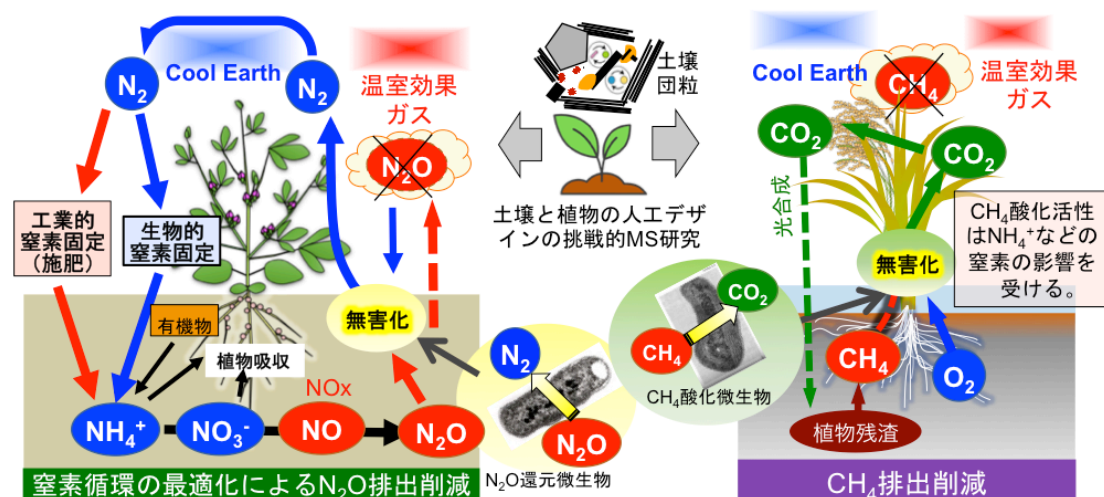 N2
Cool Earth
N2
温室効果
ガス
N2O
工業的
窒素固定
(施肥)
生物的
窒素固定
有機物
植物吸収
無害化
NOx
NH4+
NO3-
NO
N2O
窒素循環の最適化によるN2O排出削減
土壌
団粒
土壌と植物の人工デザ
インの挑戦的MS研究
N2
N2O
N2O還元微生物
CO2
CH4
CH4酸化微生物
Cool Earth
CH4
温室効果
ガス
CO2
CO2
光合成
CH4酸化活性
はNH4+などの
窒素の影響を
受ける。
無害化
CH4
O2
植物残渣
CH4排出削減